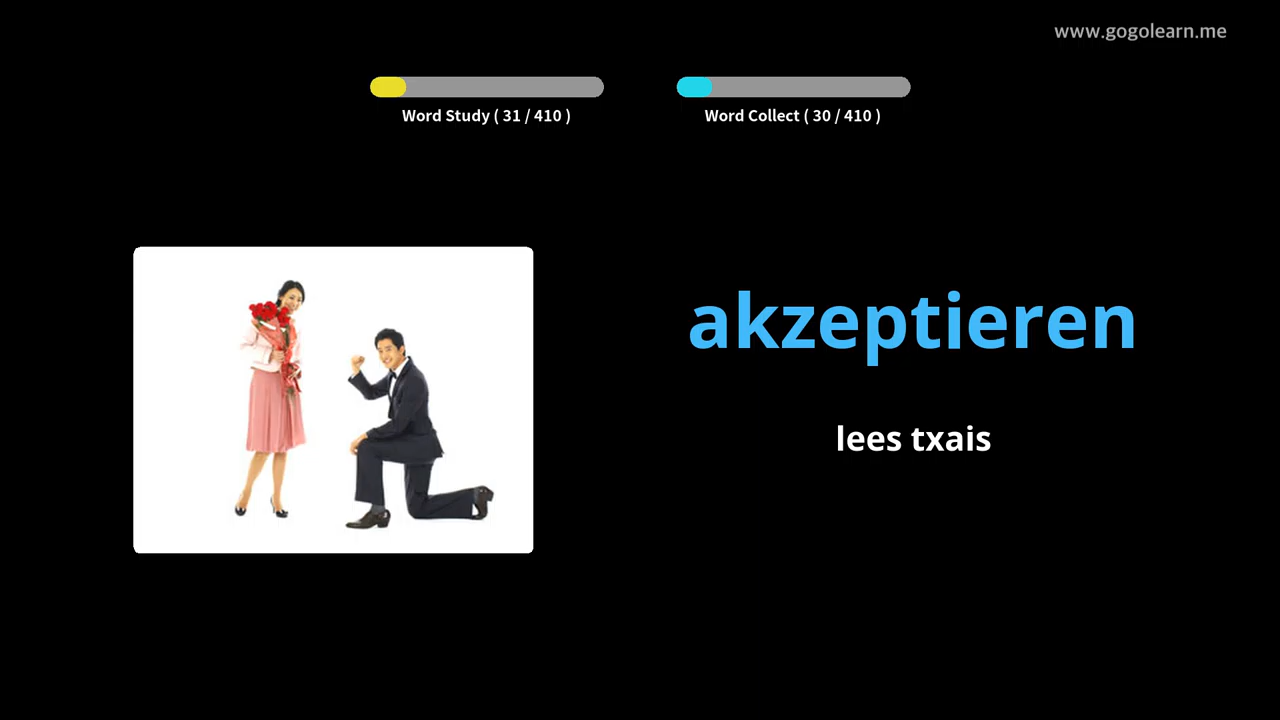 www.gogolearn.me
Word Study ( 31 / 410 )
Word Collect ( 30 / 410 )
akzeptieren
lees txais